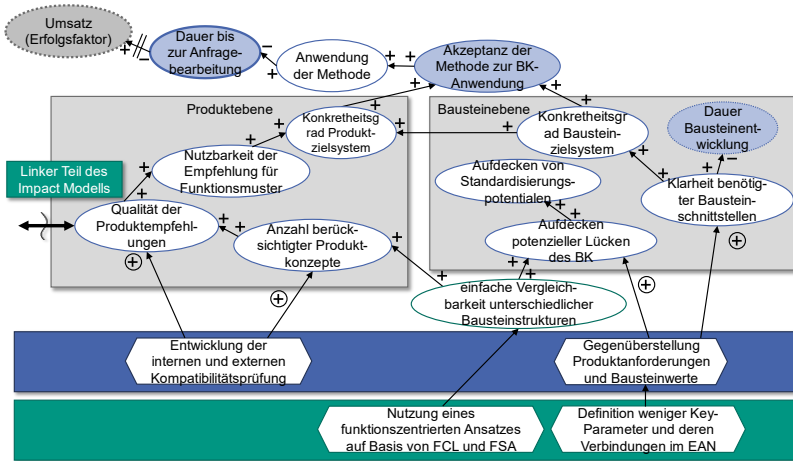 Umsatz
(Erfolgsfaktor)
Dauer bis
zur Anfrage-
bearbeitung
Anwendung
der Methode
Akzeptanz der
Methode zur BK-
Anwendung
Produktebene
Bausteinebene
Konkretheitsg
rad Produkt-
zielsystem
Konkretheitsgr
ad Baustein-
zielsystem
Dauer
Bausteinent-
wicklung
Linker Teil des
Impact Modells
Nutzbarkeit der
Empfehlung für
Funktionsmuster
Aufdecken von
Standardisierungs-
potentialen
Klarheit benötig-
ter Baustein-
schnittstellen
Qualität der
Produktempfeh-
lungen
Anzahl berück-
sichtigter Produkt-
konzepte
Aufdecken
potenzieller Lücken
des BK
einfache Vergleich-
barkeit unterschiedlicher
Bausteinstrukturen
Entwicklung der
internen und externen
Kompatibilitätsprüfung
Gegenüberstellung
Produktanforderungen
und Bausteinwerte
Nutzung eines
funktionszentrierten Ansatzes
auf Basis von FCL und FSA
Definition weniger Key-
Parameter und deren
Verbindungen im EAN